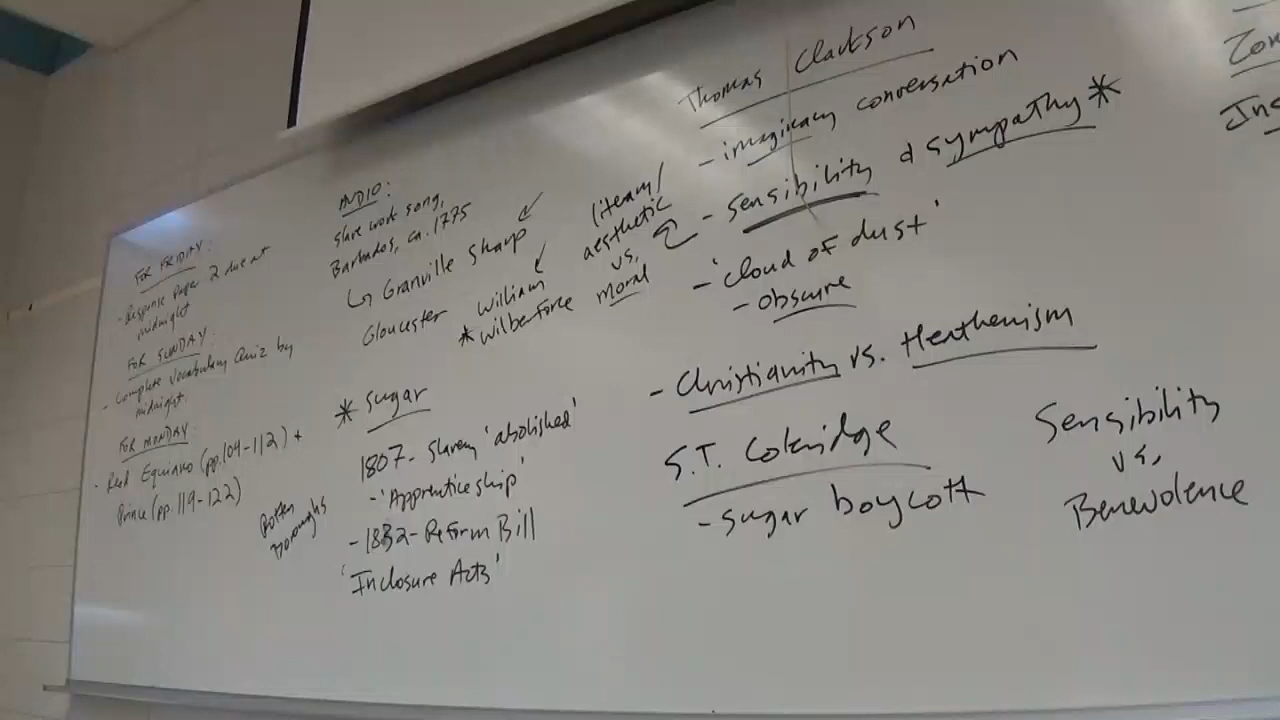 FOR FRIDAY:
- Response Paper 2 due at
midnight
FOR SUNDAY:
- Complete Vocabulary Quiz by
midnight
FOR MONDAY:
- Read Equiano (pp. 104-112) +
Prince (pp. 119-122)
AUDIO:
Slave work song,
Barbados, ca. 1775
↳ Granville Sharp
Gloucester
William
* Wilberforce
* Sugar
1807 - Slavery 'abolished'
- 'Apprenticeship'
- 1832 - Reform Bill
'Inclosure Acts'
Rotten
Boroughs
literary/
aesthetic
vs.
moral
Thomas Clarkson
- imaginary conversation
- Sensibility & sympathy *
- 'cloud of dust'
- obscure
- Christianity vs. Heathenism
S.T. Coleridge
- sugar boycott
Sensibility
vs.
Benevolence